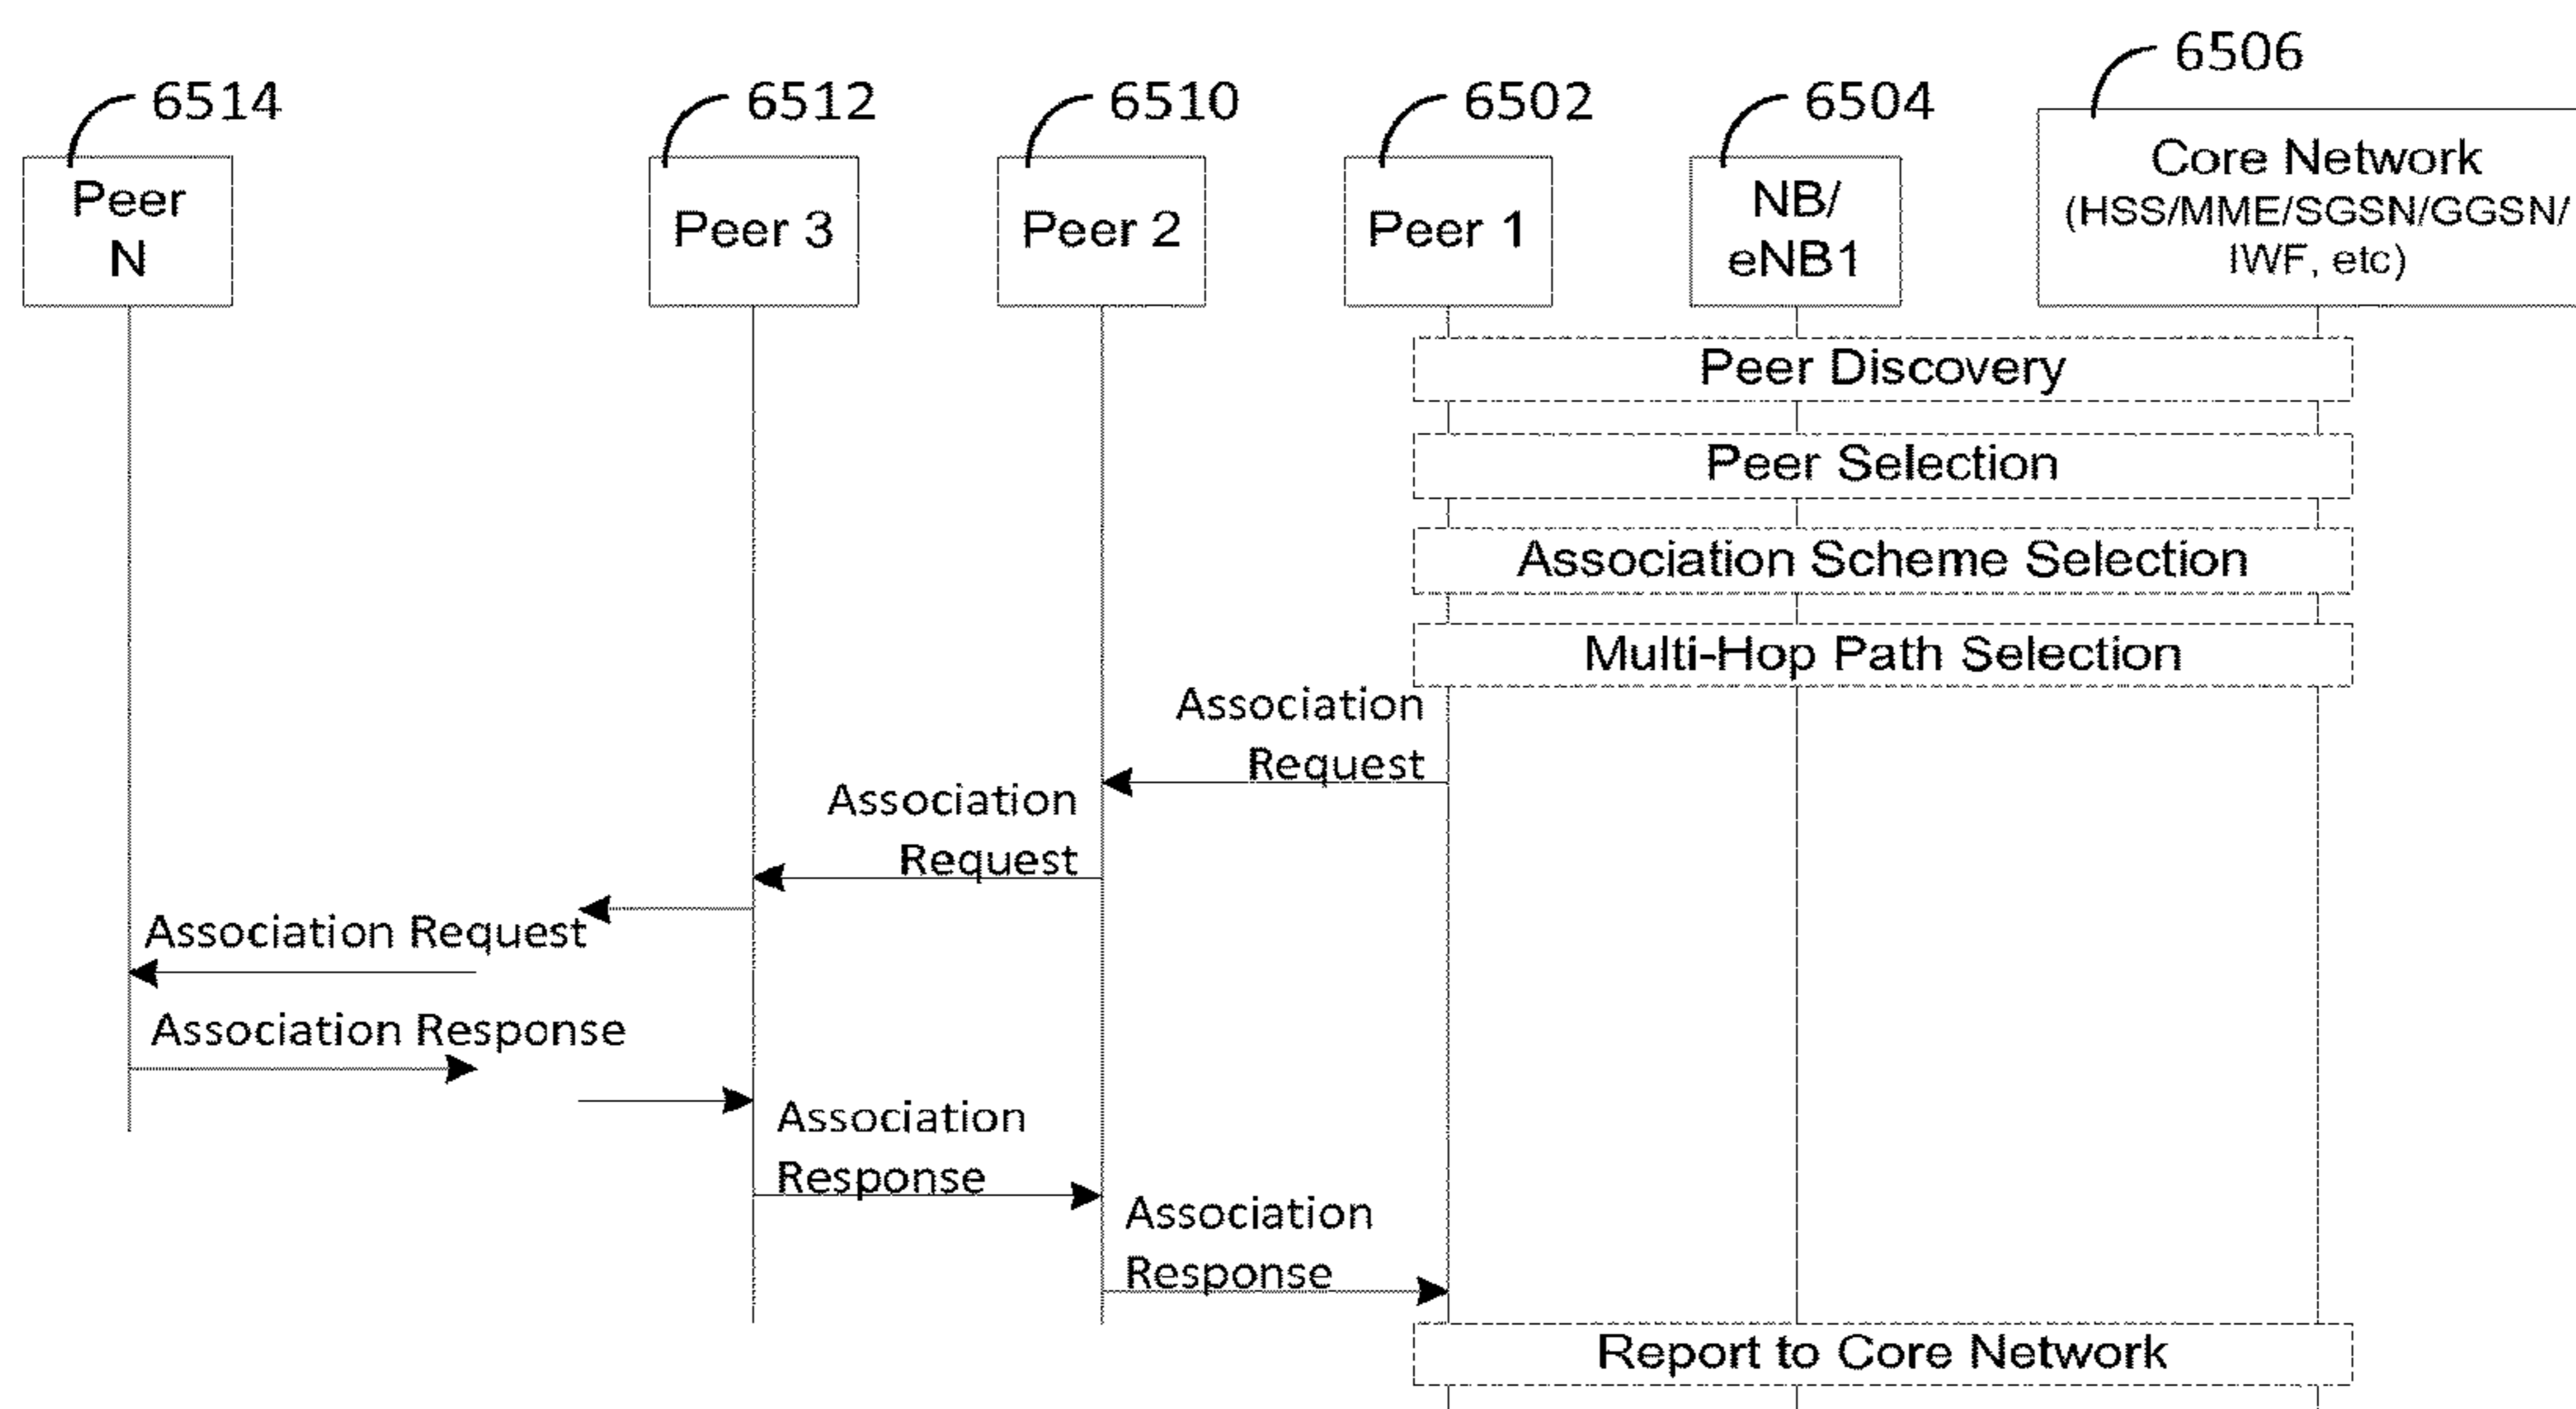 6506
6514
6512
6510
6502
6504
Peer
N
Peer 3
Peer 2
Peer 1
NB/
eNB1
Core Network
(HSS/MME/SGSN/GGSN/
IWF, etc)
Peer Discovery
Peer Selection
Association Scheme Selection
Multi-Hop Path Selection
Association
Request
Association
Request
Association Request
Association Response
Association
Response
Association
Response
Report to Core Network